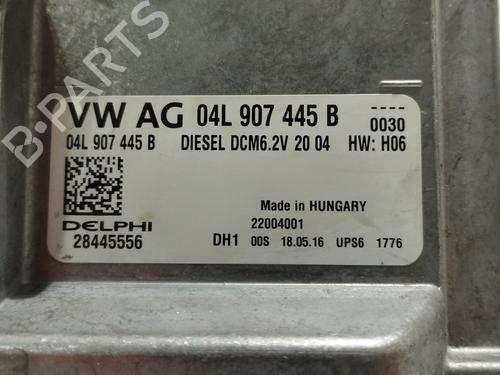 VW AG 04L 907 445 B ----
0030
04L 907 445 B DIESEL DCM6.2V 20 04 HW: H06
Made in HUNGARY
DELPHI 22004001
28445556 DH1 00S 18.05.16 UPS6 1776
B-PARTS